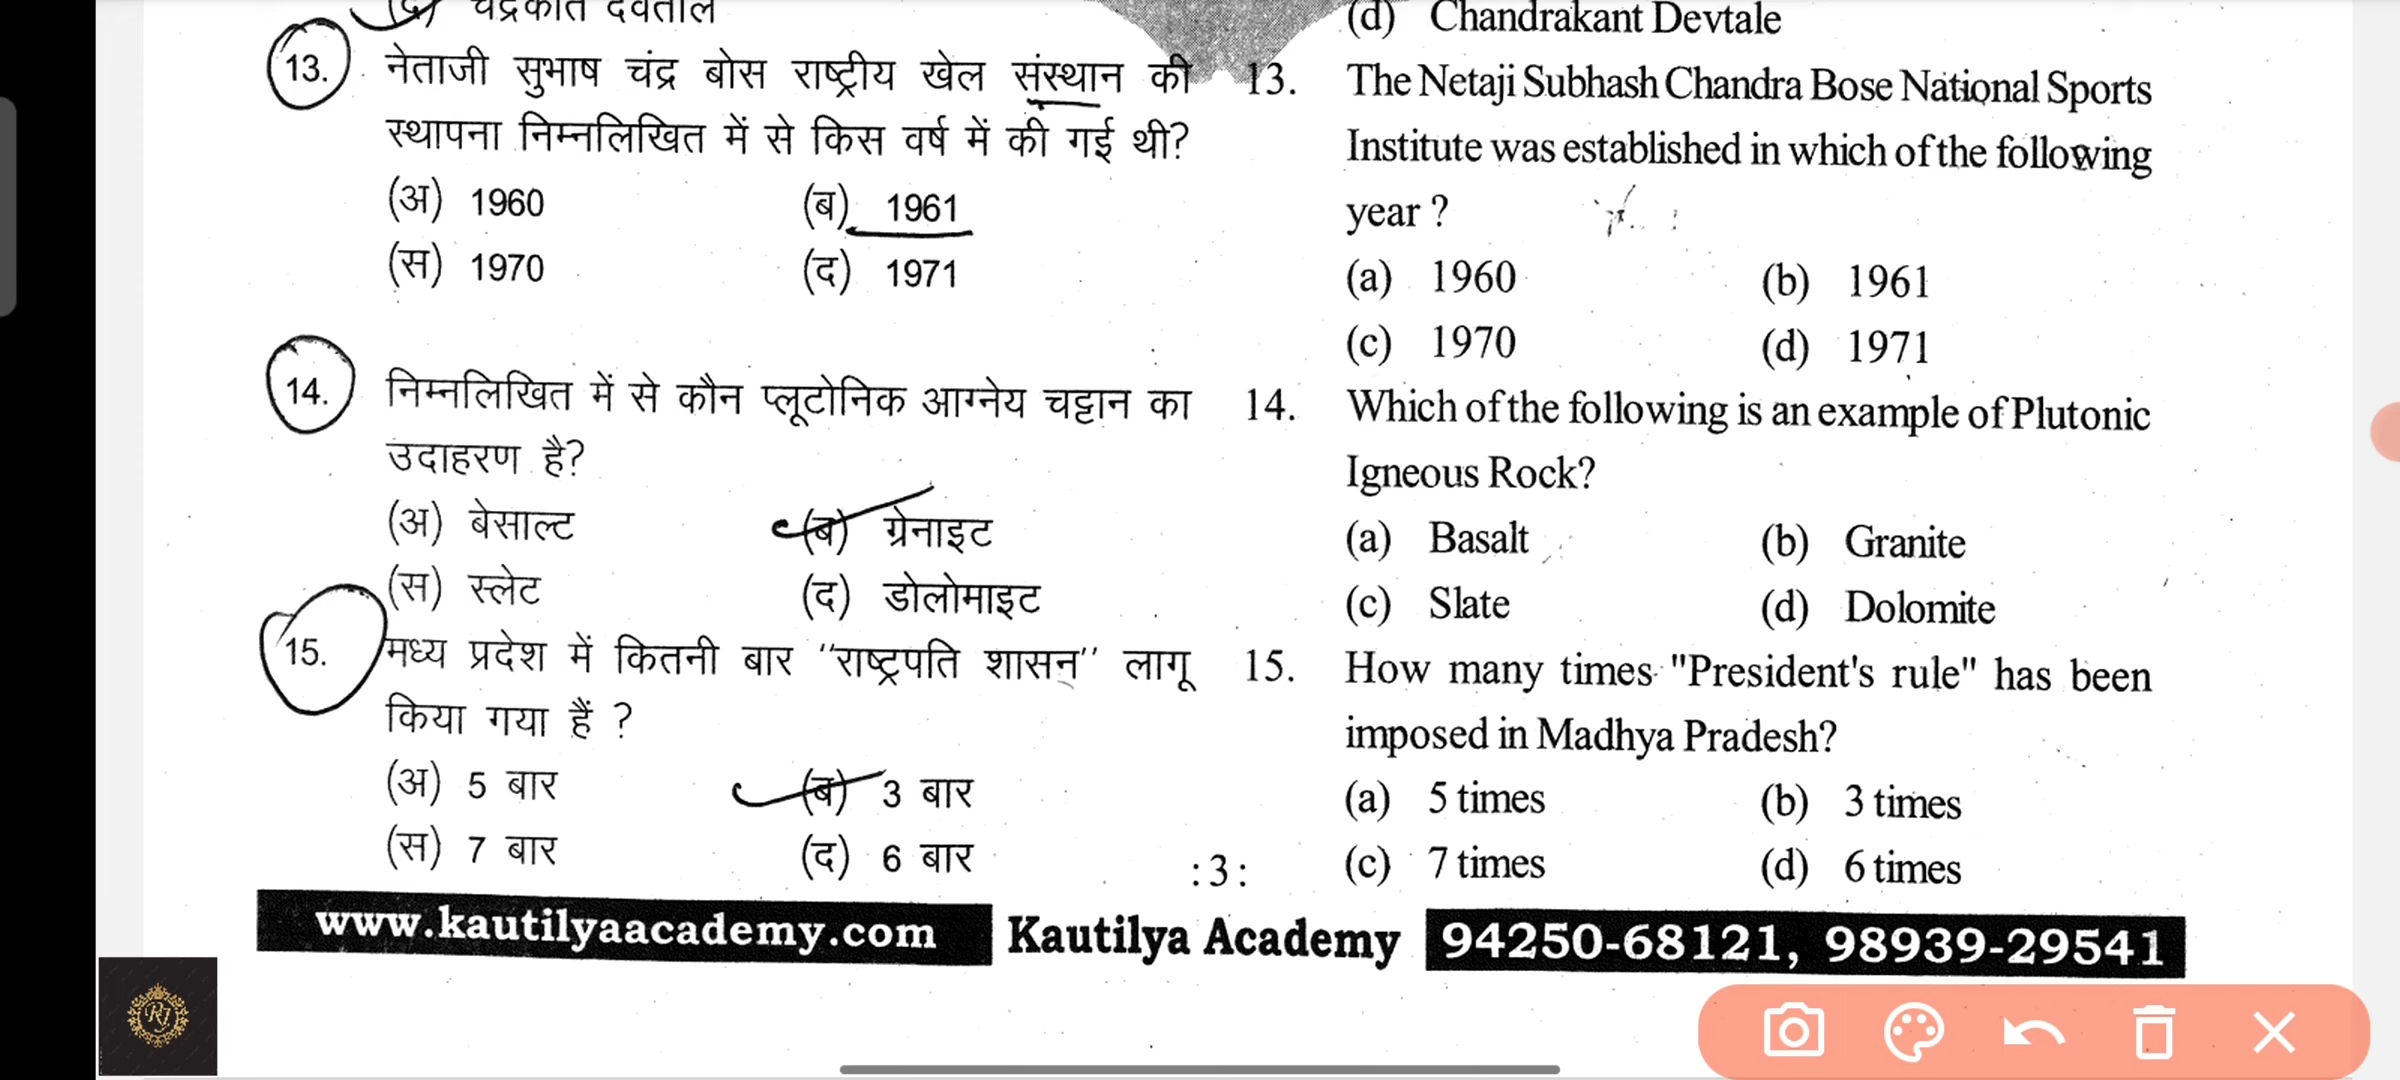 (द) चंद्रकांत देवताले
13. नेताजी सुभाष चंद्र बोस राष्ट्रीय खेल संस्थान की
स्थापना निम्नलिखित में से किस वर्ष में की गई थी?
(अ) 1960 (ब) 1961
(स) 1970 (द) 1971
14. निम्नलिखित में से कौन प्लूटोनिक आग्नेय चट्टान का
उदाहरण है?
(अ) बेसाल्ट (ब) ग्रेनाइट
(स) स्लेट (द) डोलोमाइट
15. मध्य प्रदेश में कितनी बार "राष्ट्रपति शासन" लागू
किया गया हैं ?
(अ) 5 बार (ब) 3 बार
(स) 7 बार (द) 6 बार
(d) Chandrakant Devtale
13. The Netaji Subhash Chandra Bose National Sports
Institute was established in which of the following
year ?
(a) 1960 (b) 1961
(c) 1970 (d) 1971
14. Which of the following is an example of Plutonic
Igneous Rock?
(a) Basalt (b) Granite
(c) Slate (d) Dolomite
15. How many times "President's rule" has been
imposed in Madhya Pradesh?
(a) 5 times (b) 3 times
(c) 7 times (d) 6 times
:3:
www.kautilyaacademy.com Kautilya Academy 94250-68121, 98939-29541
RJ